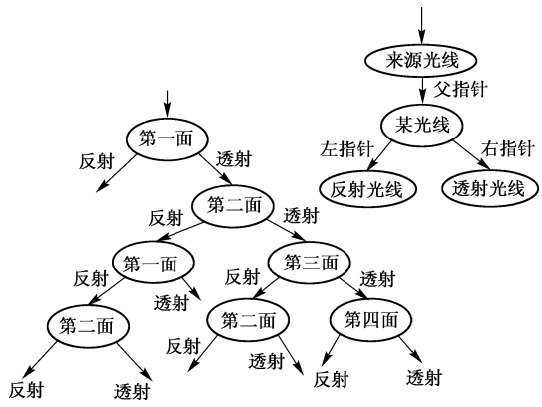 来源光线
父指针
某光线
左指针
右指针
反射光线
透射光线
第一面
反射
透射
第二面
反射
透射
第一面
第三面
反射
透射
反射
透射
第二面
第二面
第四面
反射
透射
反射
透射
反射
透射